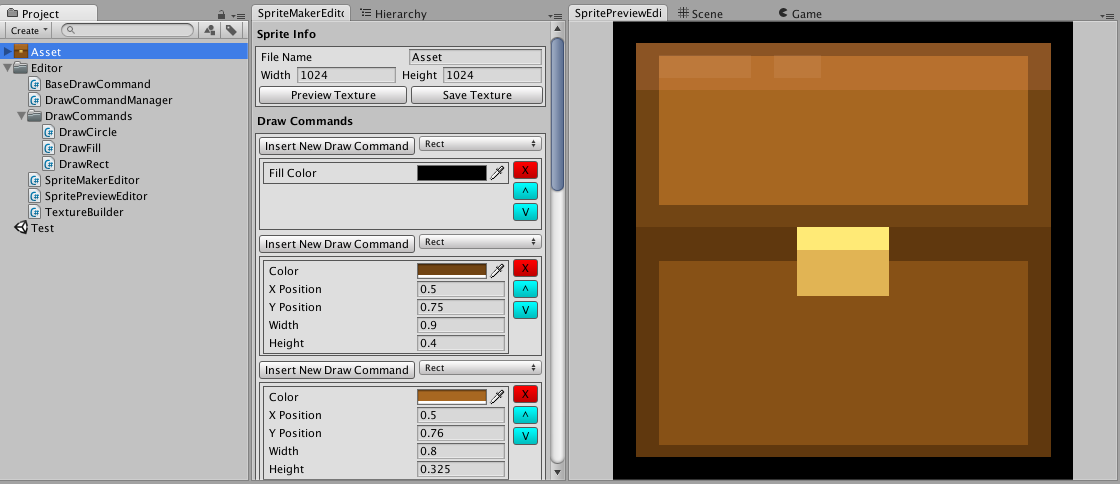 Project
Create
Asset
Editor
BaseDrawCommand
DrawCommandManager
DrawCommands
DrawCircle
DrawFill
DrawRect
SpriteMakerEditor
SpritePreviewEditor
TextureBuilder
Test
SpriteMakerEdito
Hierarchy
Sprite Info
File Name Asset
Width 1024 Height 1024
Preview Texture Save Texture
Draw Commands
Insert New Draw Command Rect
Fill Color X
^
V
Insert New Draw Command Rect
Color X
X Position 0.5 ^
Y Position 0.75 V
Width 0.9
Height 0.4
Insert New Draw Command Rect
Color X
X Position 0.5 ^
Y Position 0.76 V
Width 0.8
Height 0.325
SpritePreviewEdi
Scene
Game